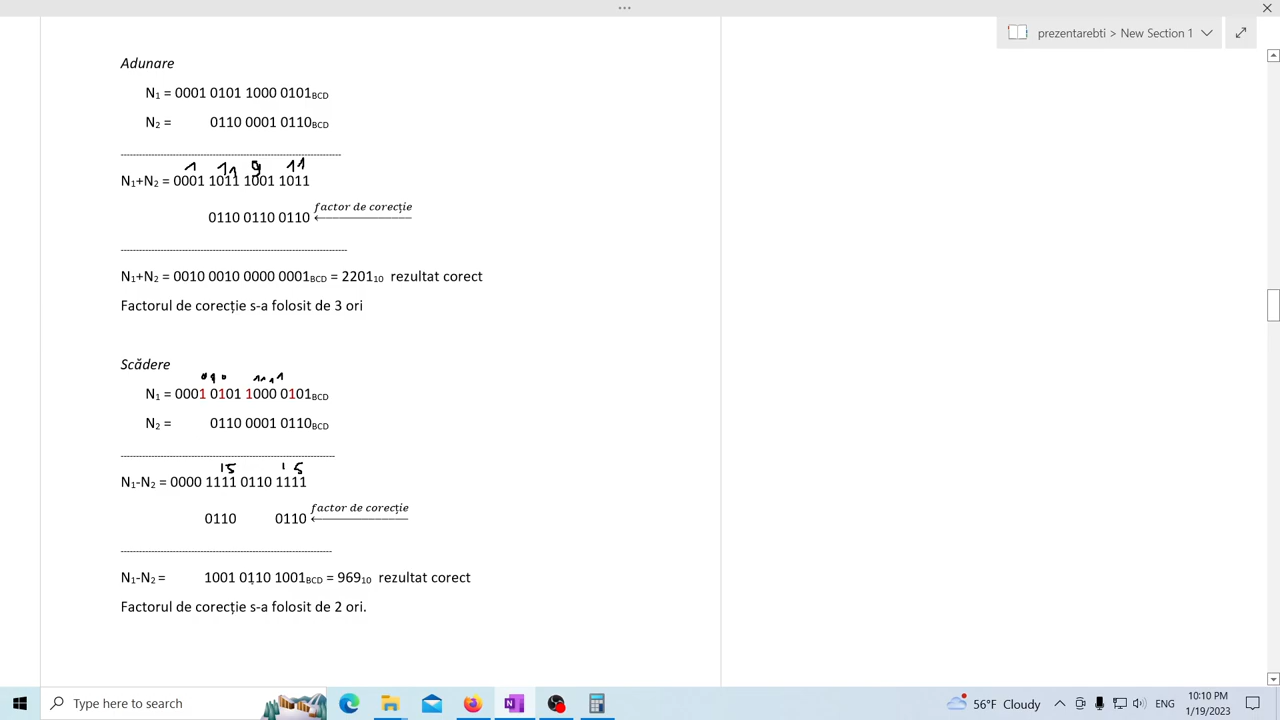 prezentarebti > New Section 1
Adunare
N1 = 0001 0101 1000 0101BCD
N2 = 0110 0001 0110BCD
1 11 9 11
N1+N2 = 0001 1011 1001 1011
factor de corecție
0110 0110 0110
N1+N2 = 0010 0010 0000 0001BCD = 220110 rezultat corect
Factorul de corecție s-a folosit de 3 ori
Scădere
N1 = 0001 0101 1000 0101BCD
N2 = 0110 0001 0110BCD
15 15
N1-N2 = 0000 1111 0110 1111
factor de corecție
0110 0110
N1-N2 = 1001 0110 1001BCD = 96910 rezultat corect
Factorul de corecție s-a folosit de 2 ori.
Type here to search
56°F Cloudy
ENG
10:10 PM
1/19/2023